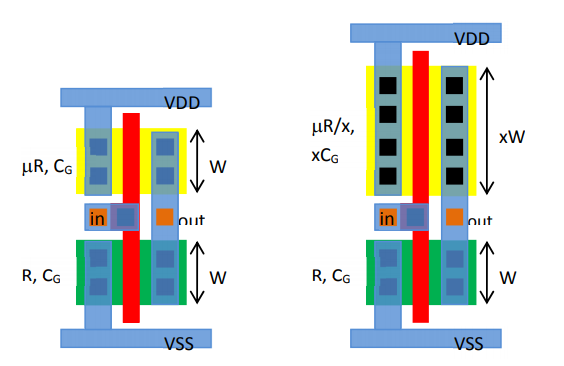 VDD
μR, CG
W
in
out
R, CG
W
VSS
VDD
μR/x,
xCG
xW
in
out
R, CG
W
VSS